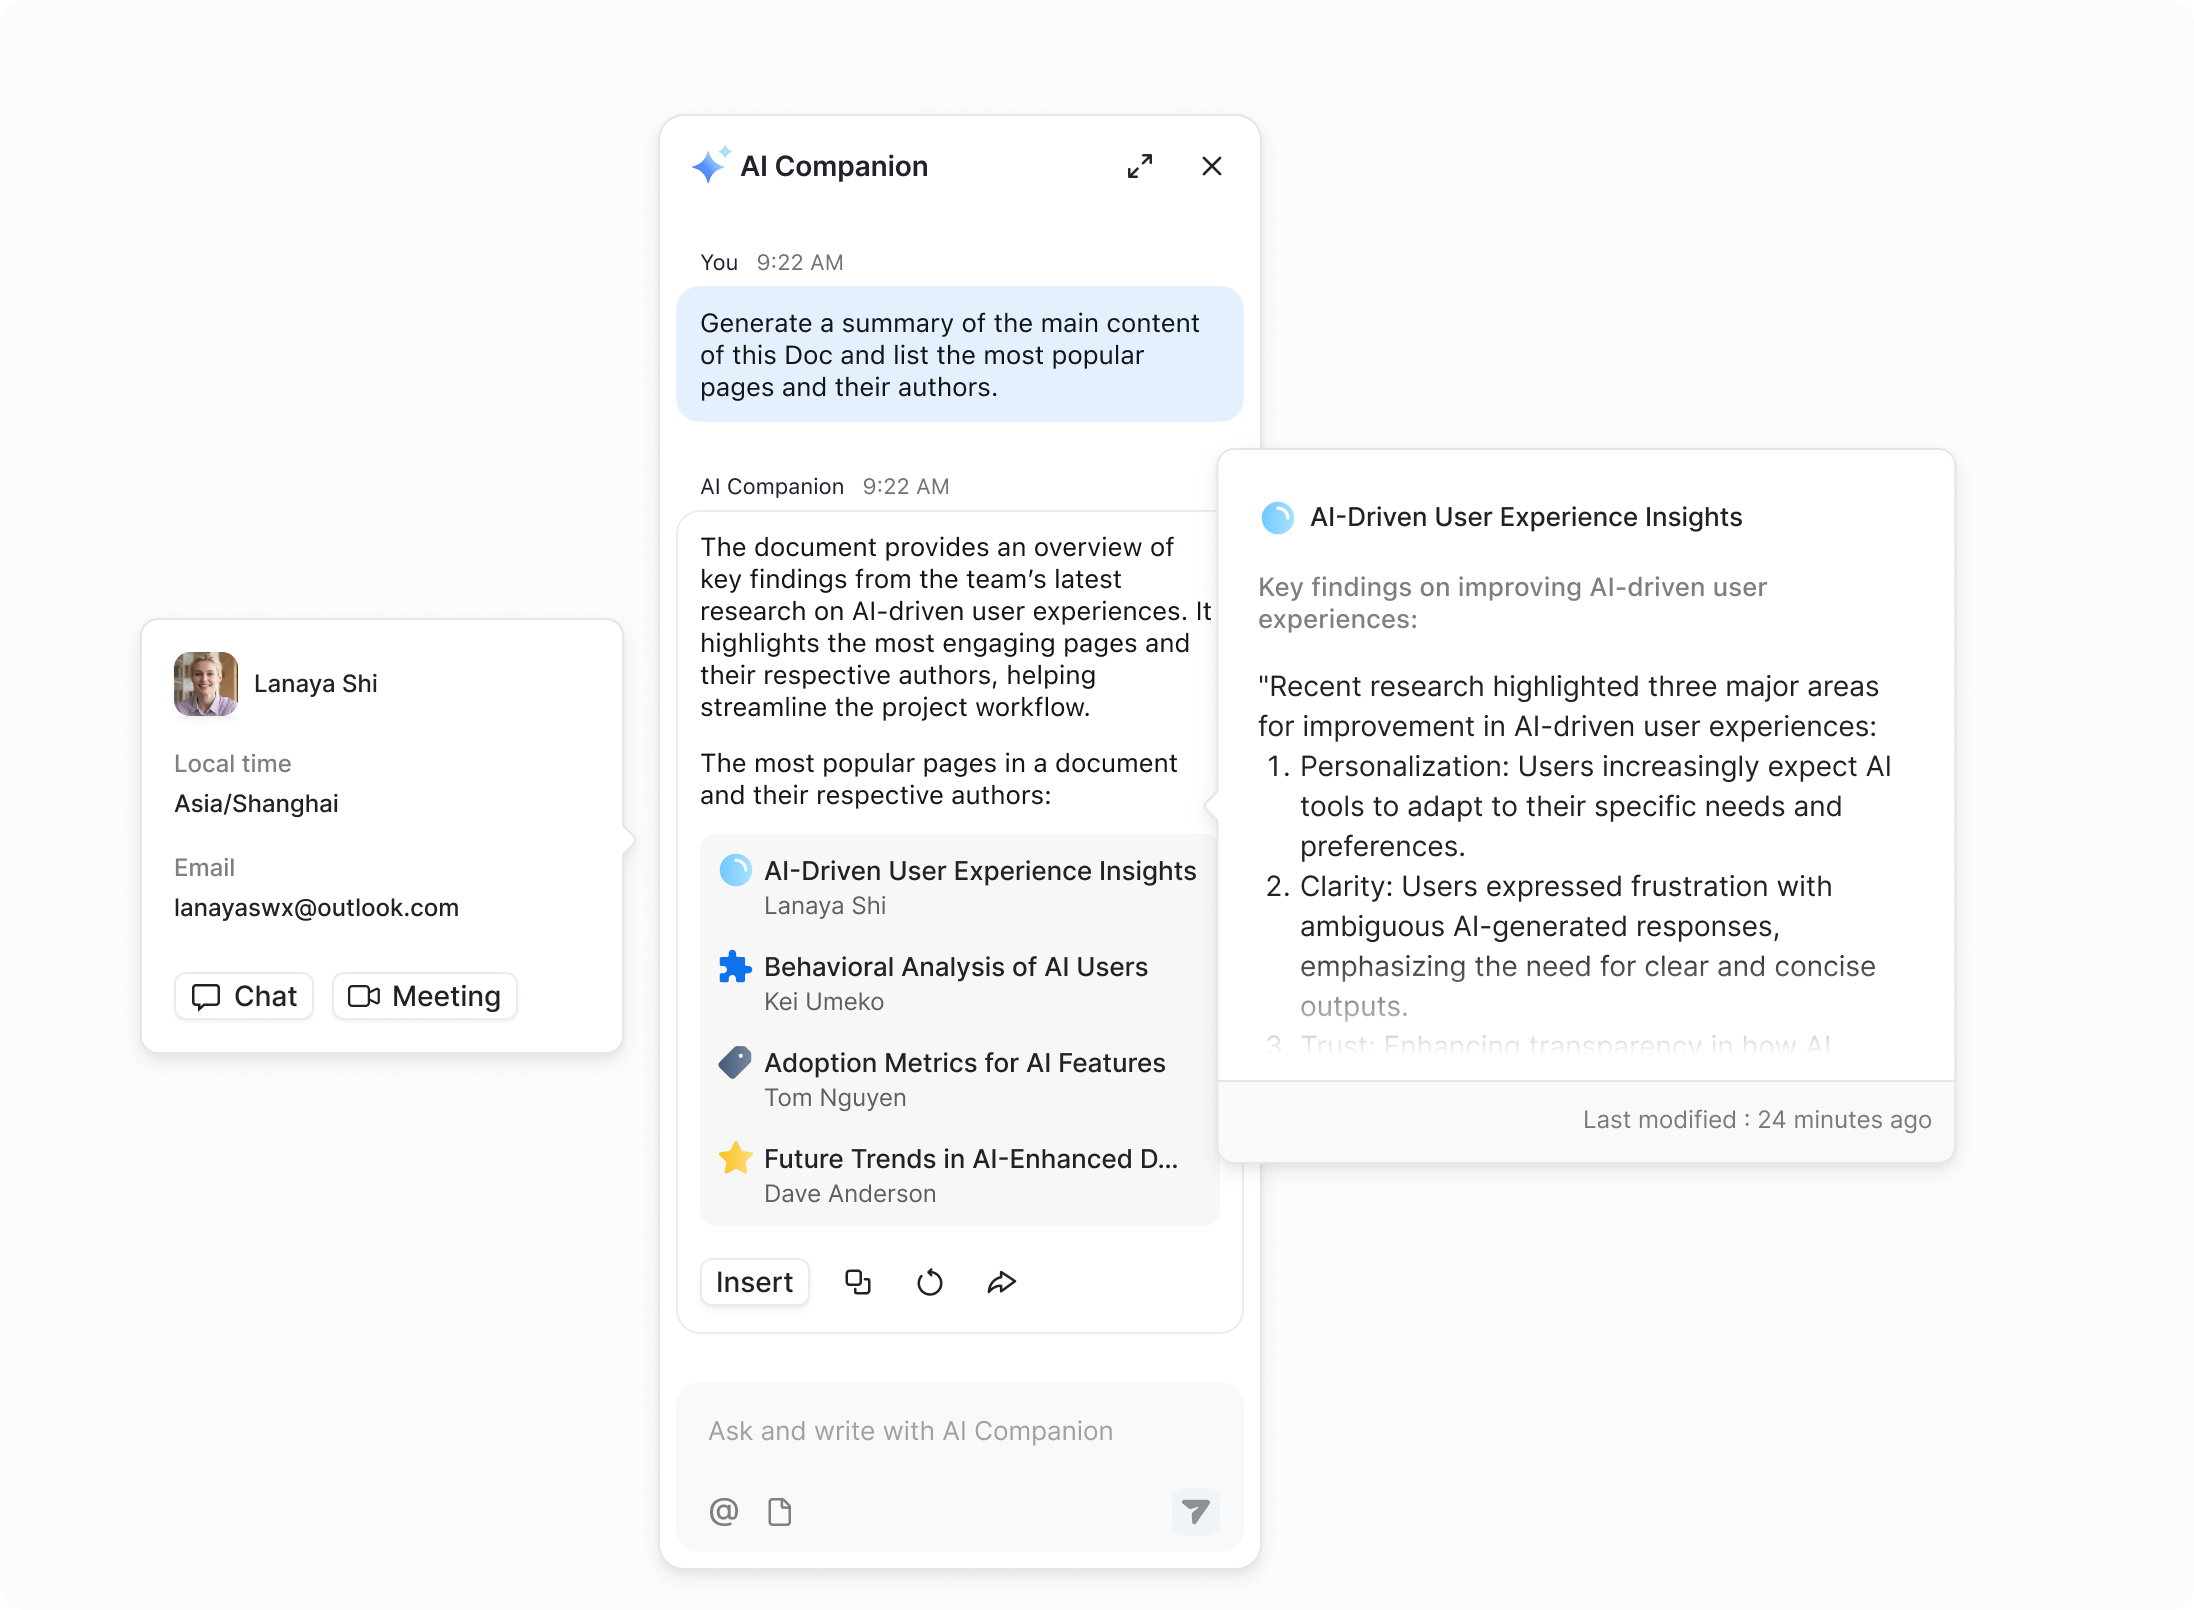 AI Companion
You 9:22 AM
Generate a summary of the main content
of this Doc and list the most popular
pages and their authors.
AI Companion 9:22 AM
The document provides an overview of
key findings from the team’s latest
research on AI-driven user experiences. It
highlights the most engaging pages and
their respective authors, helping
streamline the project workflow.
The most popular pages in a document
and their respective authors:
AI-Driven User Experience Insights
Lanaya Shi
Behavioral Analysis of AI Users
Kei Umeko
Adoption Metrics for AI Features
Tom Nguyen
Future Trends in AI-Enhanced D...
Dave Anderson
Insert
Ask and write with AI Companion
@
Lanaya Shi
Local time
Asia/Shanghai
Email
lanayaswx@outlook.com
Chat
Meeting
AI-Driven User Experience Insights
Key findings on improving AI-driven user
experiences:
"Recent research highlighted three major areas
for improvement in AI-driven user experiences:
1. Personalization: Users increasingly expect AI
tools to adapt to their specific needs and
preferences.
2. Clarity: Users expressed frustration with
ambiguous AI-generated responses,
emphasizing the need for clear and concise
outputs.
3. Trust: Enhancing transparency in how AI
Last modified : 24 minutes ago